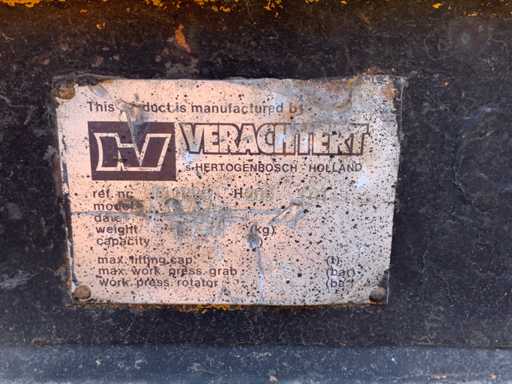 This product is manufactured by
VERACHTERT
's-HERTOGENBOSCH - HOLLAND
ref. nr.
model
date
weight (kg)
capacity
max. lifting cap. (t)
max. work. press. grab (bar)
work. press. rotator (bar)